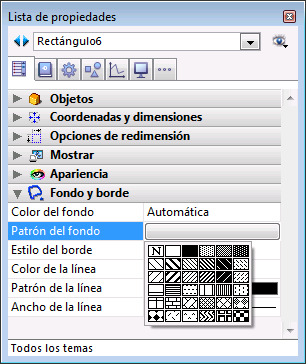 Lista de propiedades
Rectángulo6
Objetos
Coordenadas y dimensiones
Opciones de redimensión
Mostrar
Apariencia
Fondo y borde
Color del fondo Automática
Patrón del fondo
Estilo del borde
N
Color de la línea
Patrón de la línea
Ancho de la línea
Todos los temas